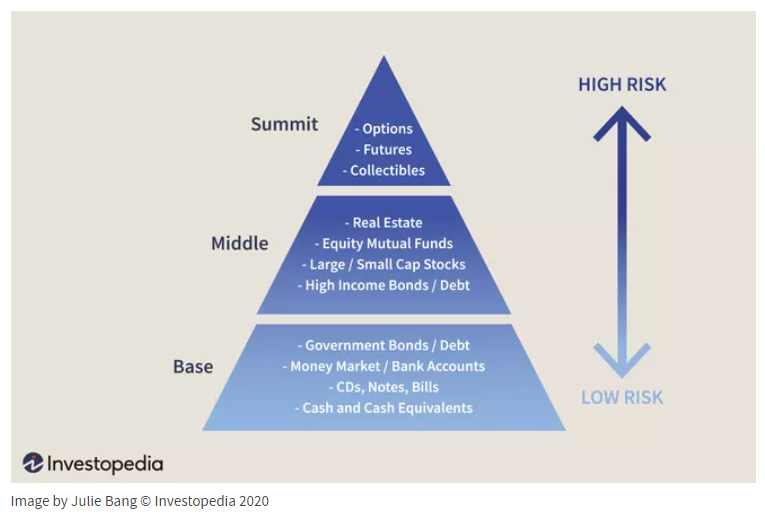 HIGH RISK
Summit
- Options
- Futures
- Collectibles
Middle
- Real Estate
- Equity Mutual Funds
- Large / Small Cap Stocks
- High Income Bonds / Debt
Base
- Government Bonds / Debt
- Money Market / Bank Accounts
- CDs, Notes, Bills
- Cash and Cash Equivalents
LOW RISK
Investopedia
Image by Julie Bang © Investopedia 2020